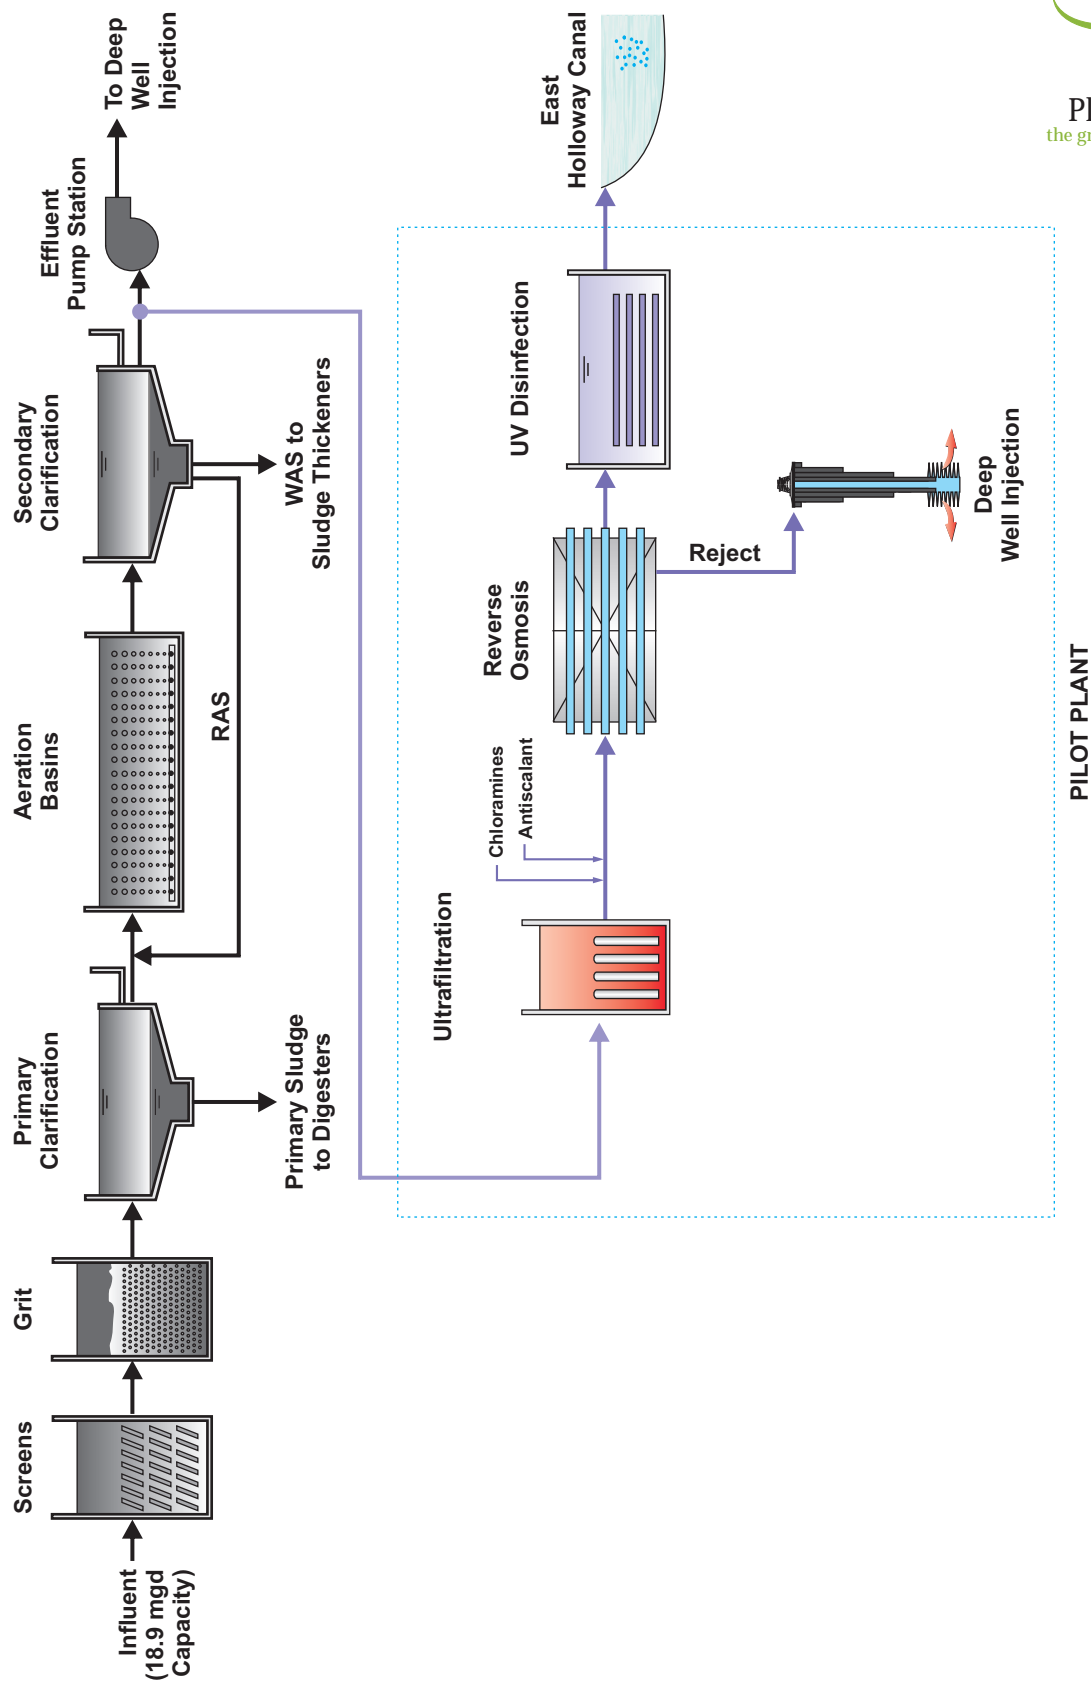 Influent
(18.9 mgd
Capacity)
Screens
Grit
Primary
Clarification
Primary Sludge
to Digesters
Aeration
Basins
RAS
Secondary
Clarification
WAS to
Sludge Thickeners
Effluent
Pump Station
To Deep
Well
Injection
Ultrafiltration
Chloramines
Antiscalant
Reverse
Osmosis
Reject
UV Disinfection
Deep
Well Injection
East
Holloway Canal
PILOT PLANT
the